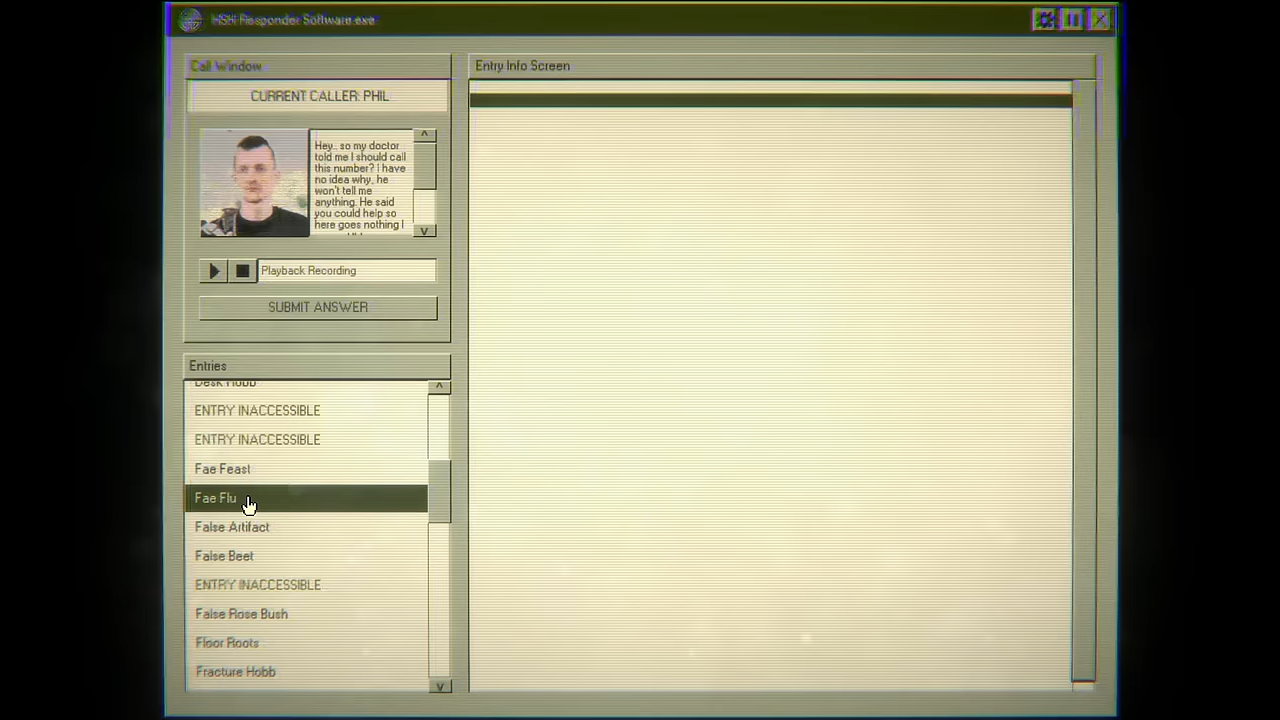 HSH Responder Software.exe
Call Window
CURRENT CALLER: PHIL
Hey.. so my doctor
told me I should call
this number? I have
no idea why, he
won't tell me
anything. He said
you could help so
here goes nothing I
Playback Recording
SUBMIT ANSWER
Entries
Desk Hobb
ENTRY INACCESSIBLE
ENTRY INACCESSIBLE
Fae Feast
Fae Flu
False Artifact
False Beet
ENTRY INACCESSIBLE
False Rose Bush
Floor Roots
Fracture Hobb
Entry Info Screen